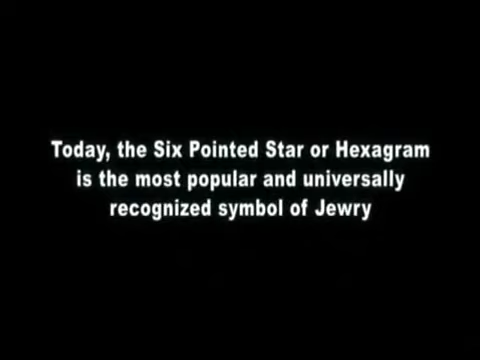 Today, the Six Pointed Star or Hexagram
is the most popular and universally
recognized symbol of Jewry